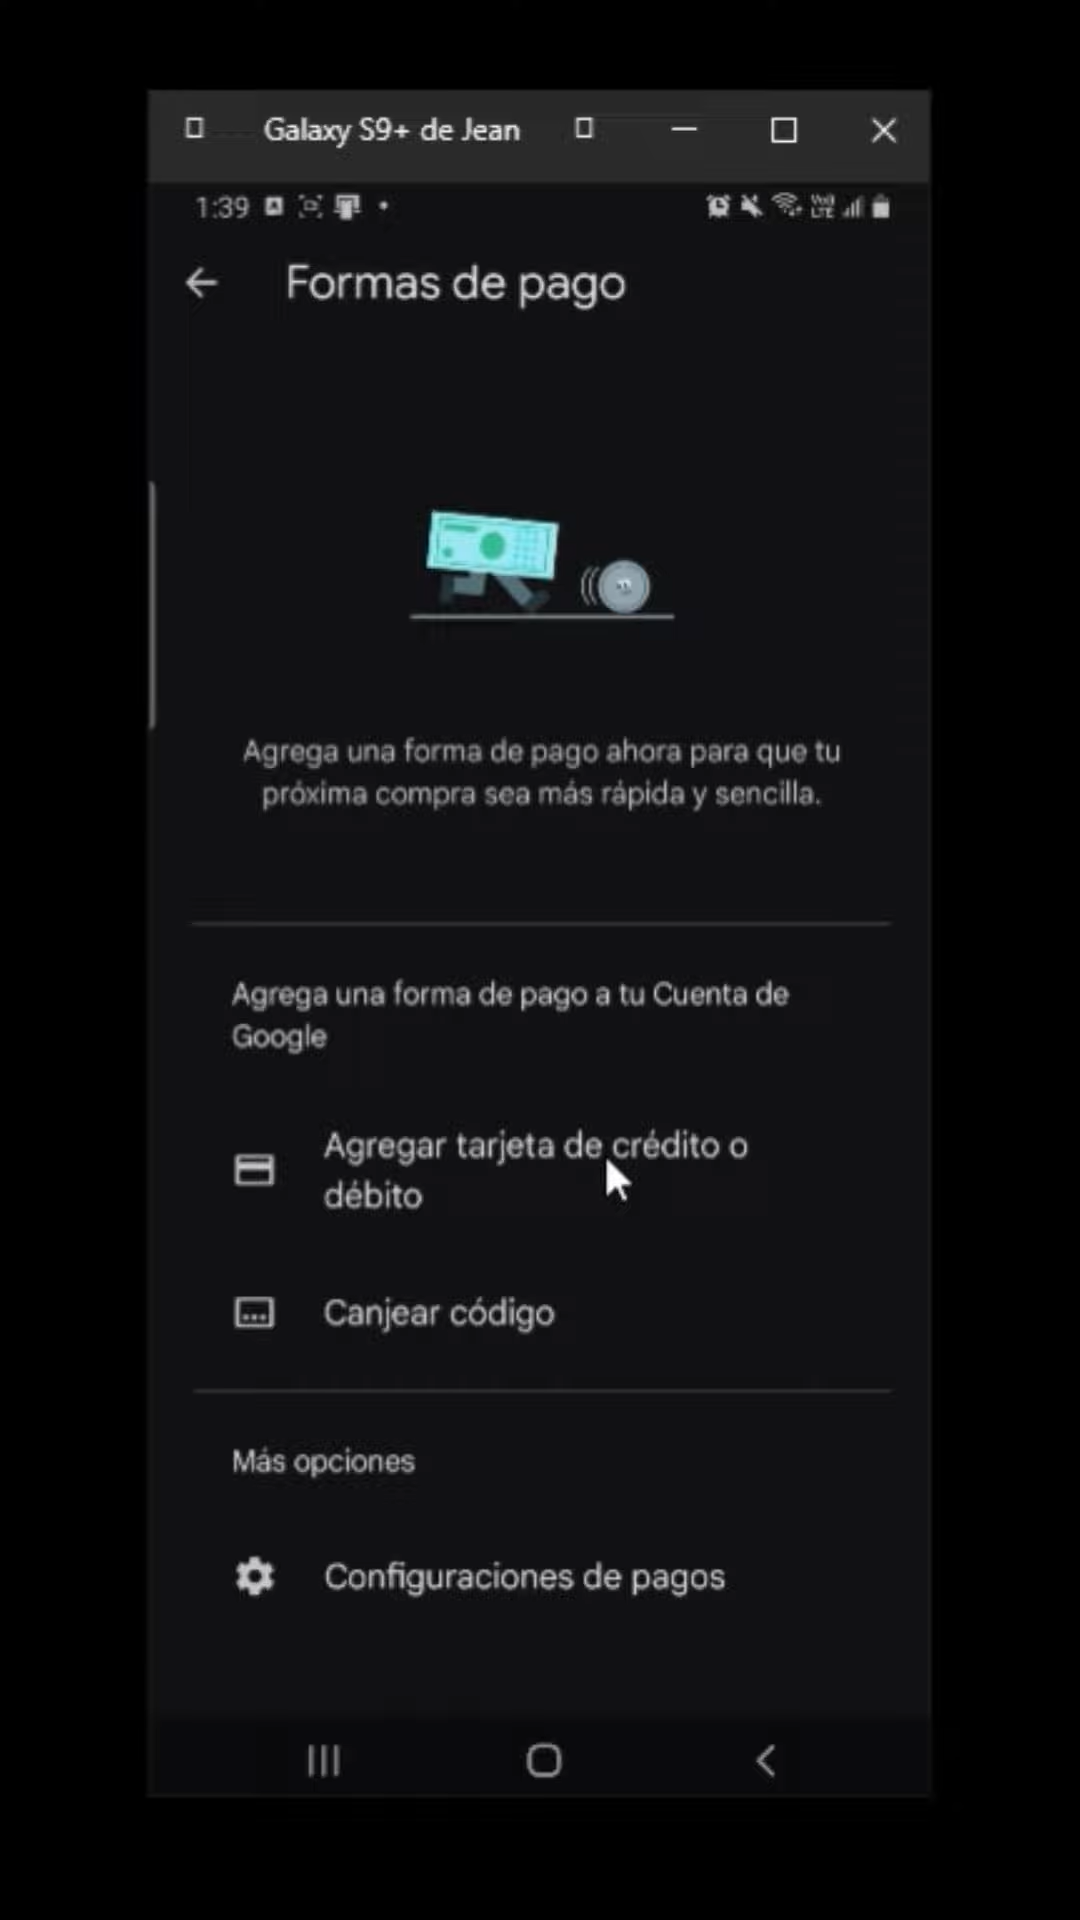 Galaxy S9+ de Jean
1:39
Formas de pago
Agrega una forma de pago ahora para que tu
próxima compra sea más rápida y sencilla.
Agrega una forma de pago a tu Cuenta de
Google
Agregar tarjeta de crédito o
débito
Canjear código
Más opciones
Configuraciones de pagos